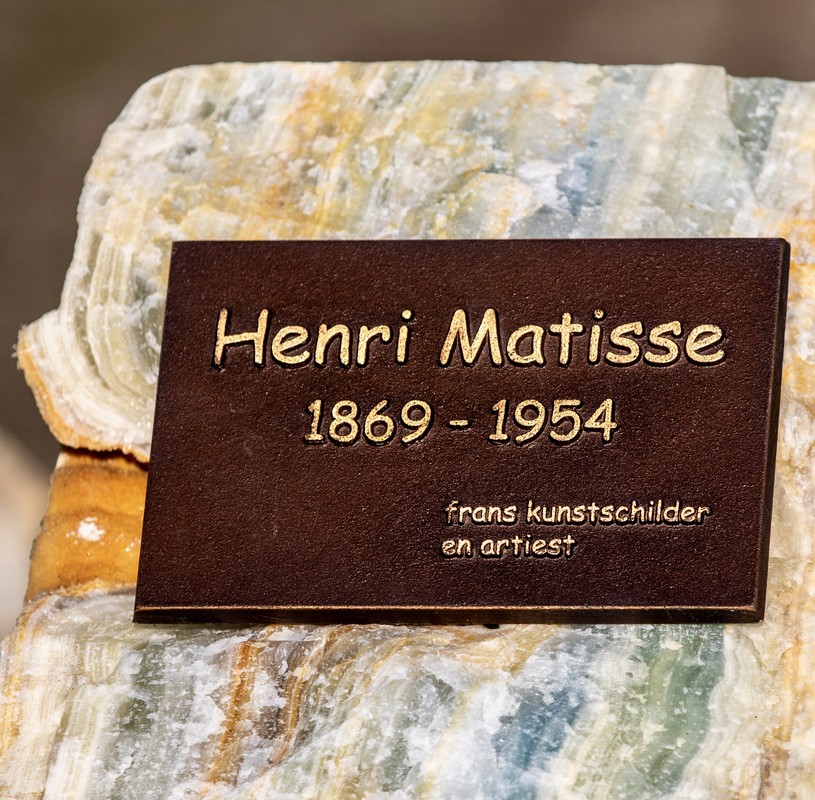 Henri Matisse
1869 - 1954
frans kunstschilder
en artiest